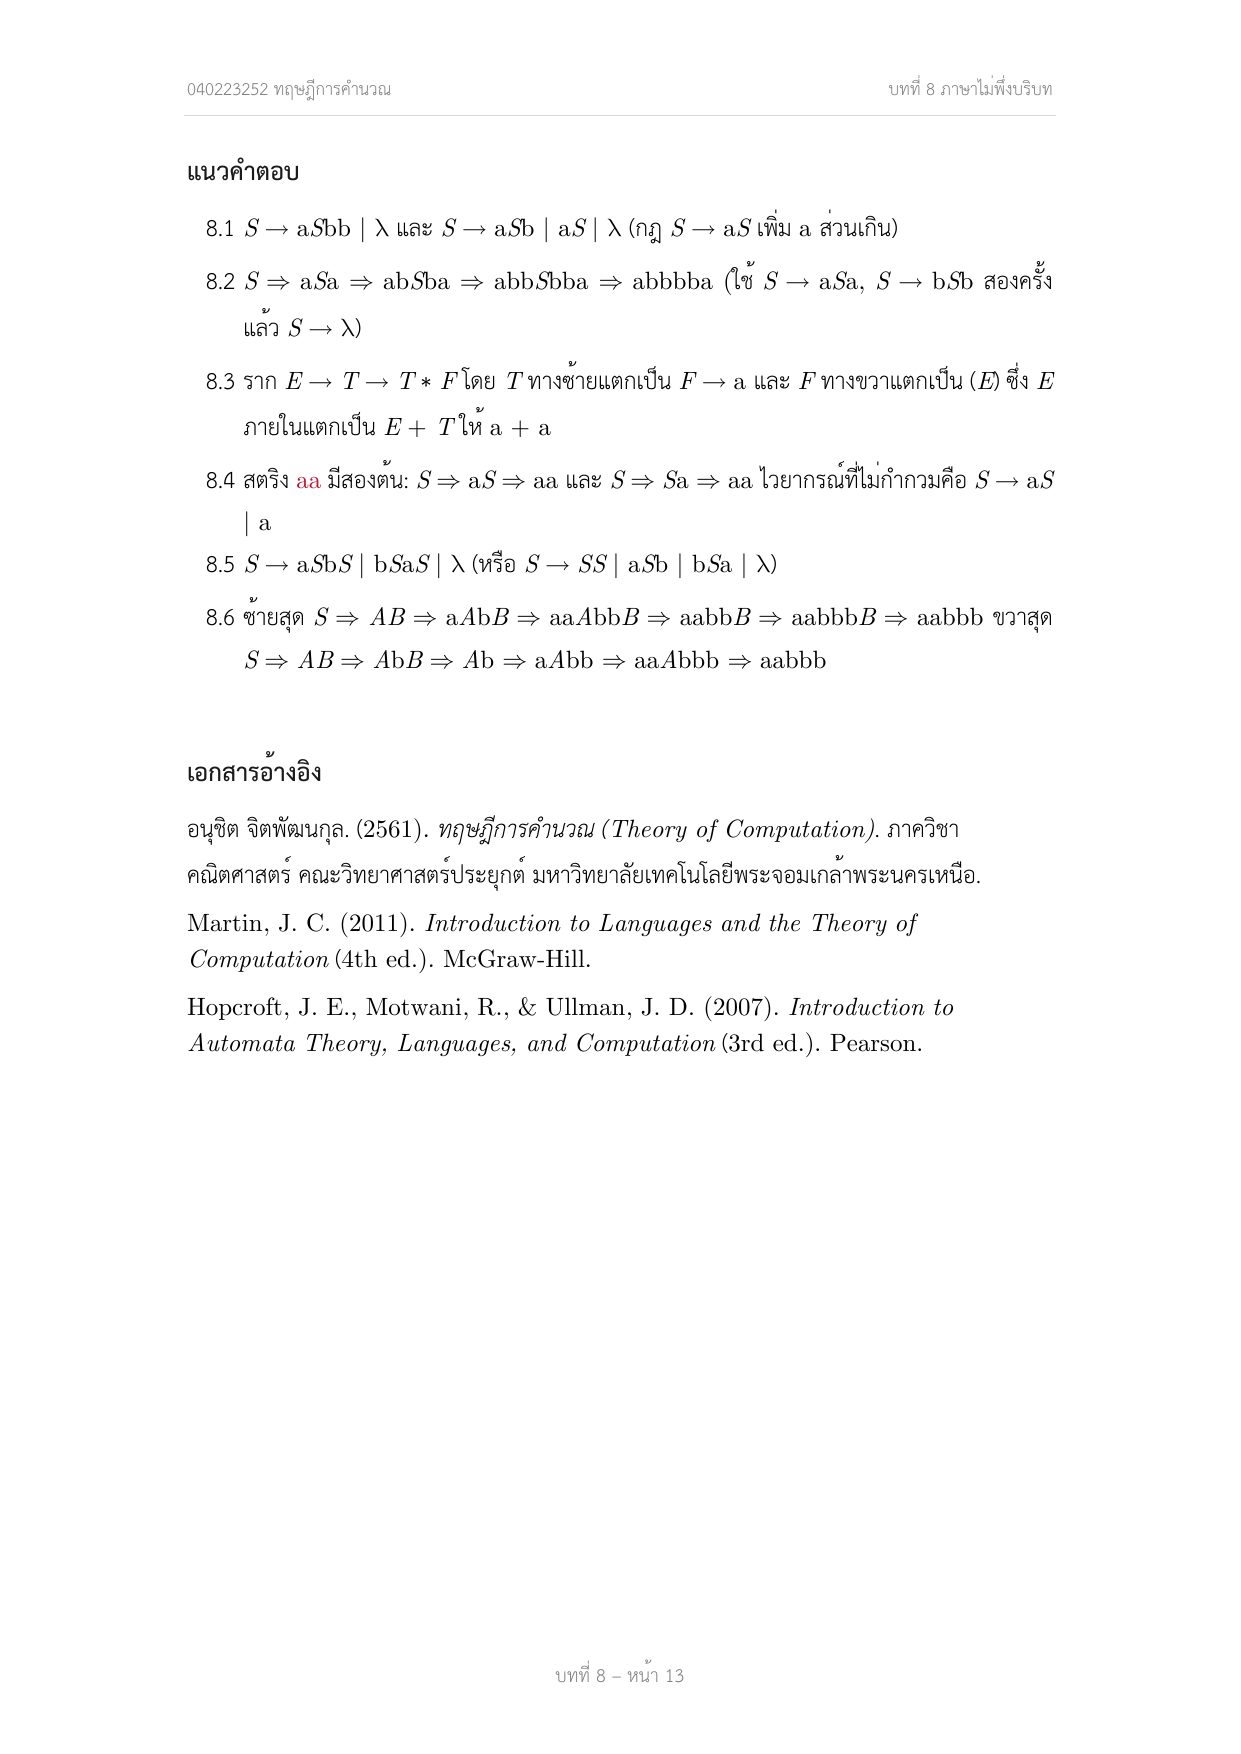 040223252 ทฤษฎีการคำนวณ บทที่ 8 ภาษาไม่พึ่งบริบท
แนวคำตอบ
8.1 S → aSbb | λ และ S → aSb | aS | λ (กฎ S → aS เพิ่ม a ส่วนเกิน)
8.2 S ⇒ aSa ⇒ abSba ⇒ abbSbba ⇒ abbbba (ใช้ S → aSa, S → bSb สองครั้ง
แล้ว S → λ)
8.3 ราก E → T → T ∗ F โดย T ทางซ้ายแตกเป็น F → a และ F ทางขวาแตกเป็น (E) ซึ่ง E
ภายในแตกเป็น E + T ให้ a + a
8.4 สตริง aa มีสองต้น: S ⇒ aS ⇒ aa และ S ⇒ Sa ⇒ aa ไวยากรณ์ที่ไม่กำกวมคือ S → aS
| a
8.5 S → aSbS | bSaS | λ (หรือ S → SS | aSb | bSa | λ)
8.6 ซ้ายสุด S ⇒ AB ⇒ aAbB ⇒ aaAbbB ⇒ aabbB ⇒ aabbbB ⇒ aabbb ขวาสุด
S ⇒ AB ⇒ AbB ⇒ Ab ⇒ aAbb ⇒ aaAbbb ⇒ aabbb
เอกสารอ้างอิง
อนุชิต จิตพัฒนกุล. (2561). ทฤษฎีการคำนวณ (Theory of Computation). ภาควิชา
คณิตศาสตร์ คณะวิทยาศาสตร์ประยุกต์ มหาวิทยาลัยเทคโนโลยีพระจอมเกล้าพระนครเหนือ.
Martin, J. C. (2011). Introduction to Languages and the Theory of
Computation (4th ed.). McGraw-Hill.
Hopcroft, J. E., Motwani, R., & Ullman, J. D. (2007). Introduction to
Automata Theory, Languages, and Computation (3rd ed.). Pearson.
บทที่ 8 – หน้า 13